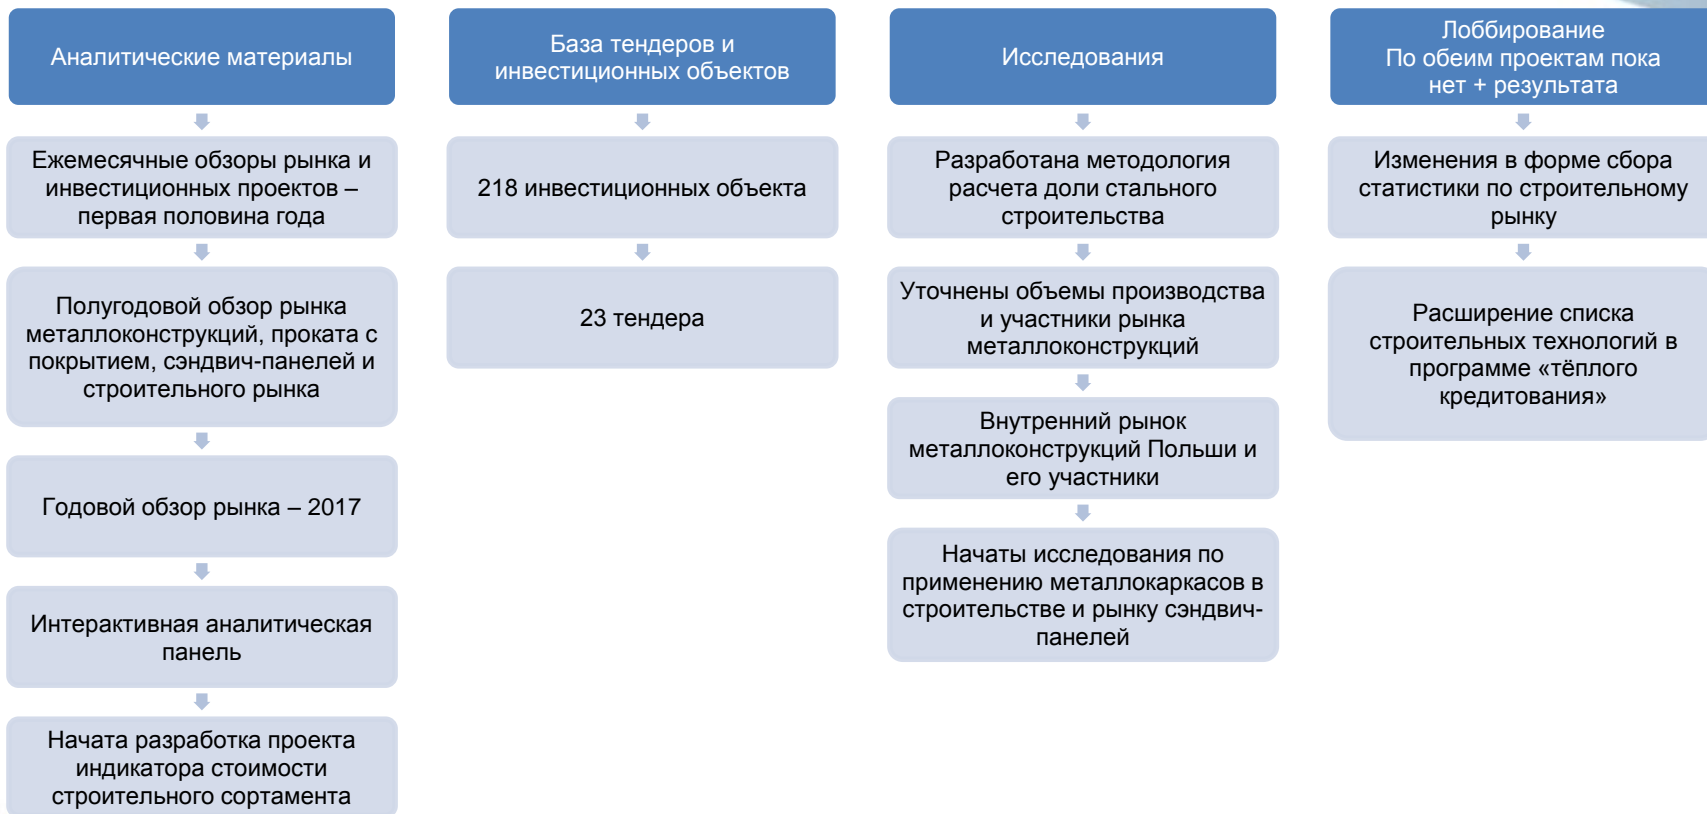 Аналитические материалы
Ежемесячные обзоры рынка и
инвестиционных проектов –
первая половина года
Полугодовой обзор рынка
металлоконструкций, проката с
покрытием, сэндвич-панелей и
строительного рынка
Годовой обзор рынка – 2017
Интерактивная аналитическая
панель
Начата разработка проекта
индикатора стоимости
строительного сортамента
База тендеров и
инвестиционных объектов
218 инвестиционных объекта
23 тендера
Исследования
Разработана методология
расчета доли стального
строительства
Уточнены объемы производства
и участники рынка
металлоконструкций
Внутренний рынок
металлоконструкций Польши и
его участники
Начаты исследования по
применению металлокаркасов в
строительстве и рынку сэндвич-
панелей
Лоббирование
По обеим проектам пока
нет + результата
Изменения в форме сбора
статистики по строительному
рынку
Расширение списка
строительных технологий в
программе «тёплого
кредитования»